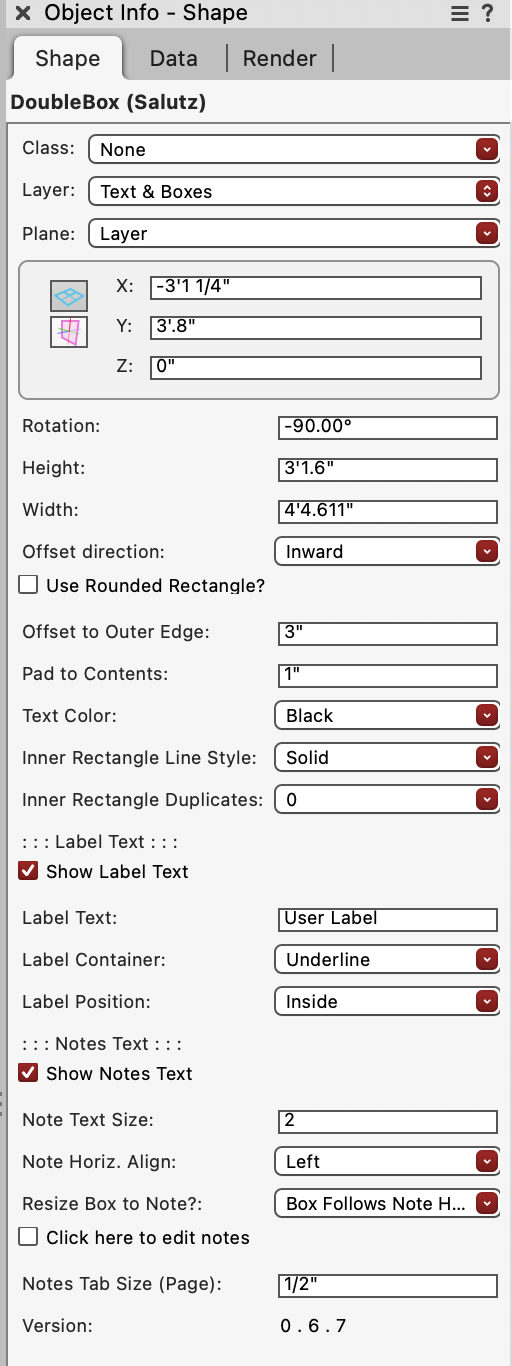 Object Info - Shape
?
Shape Data Render
DoubleBox (Salutz)
Class: None
Layer: Text & Boxes
Plane: Layer
X: -3'1 1/4"
Y: 3'.8"
Z: 0"
Rotation: -90.00°
Height: 3'1.6"
Width: 4'4.611"
Offset direction: Inward
Use Rounded Rectangle?
Offset to Outer Edge: 3"
Pad to Contents: 1"
Text Color: Black
Inner Rectangle Line Style: Solid
Inner Rectangle Duplicates: 0
: : : Label Text : : :
Show Label Text
Label Text: User Label
Label Container: Underline
Label Position: Inside
: : : Notes Text : : :
Show Notes Text
Note Text Size: 2
Note Horiz. Align: Left
Resize Box to Note?: Box Follows Note H...
Click here to edit notes
Notes Tab Size (Page): 1/2"
Version: 0 . 6 . 7